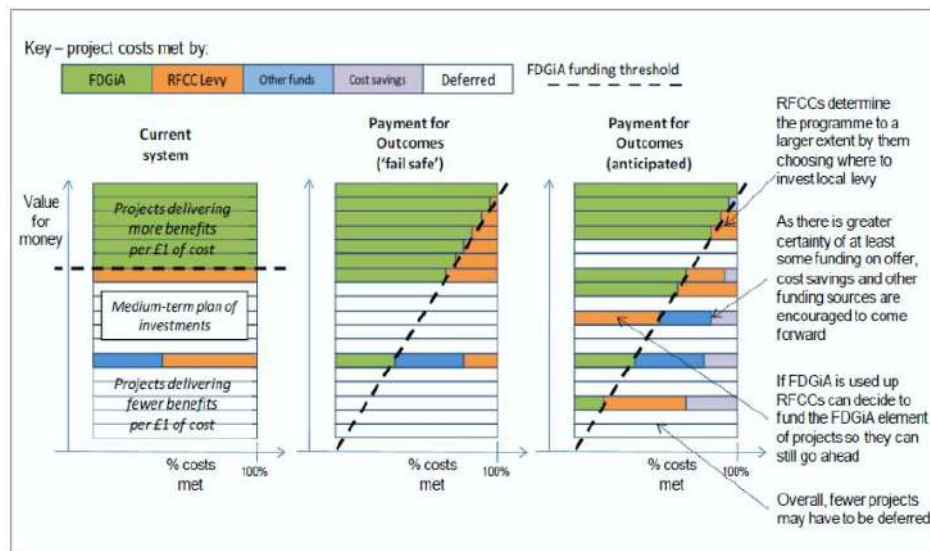 Key – project costs met by:
FDGiA
RFCC Levy
Other funds
Cost savings
Deferred
FDGiA funding threshold
Current
system
Payment for
Outcomes
('fail safe')
Payment for
Outcomes
(anticipated)
Value
for
money
Projects delivering
more benefits
per £1 of cost
Medium-term plan of
investments
Projects delivering
fewer benefits
per £1 of cost
% costs
met
100%
% costs
met
100%
% costs
met
100%
RFCCs determine
the programme to a
larger extent by them
choosing where to
invest local levy
As there is greater
certainty of at least
some funding on offer,
cost savings and other
funding sources are
encouraged to come
forward
If FDGiA is used up
RFCCs can decide to
fund the FDGiA element
of projects so they can
still go ahead
Overall, fewer projects
may have to be deferred